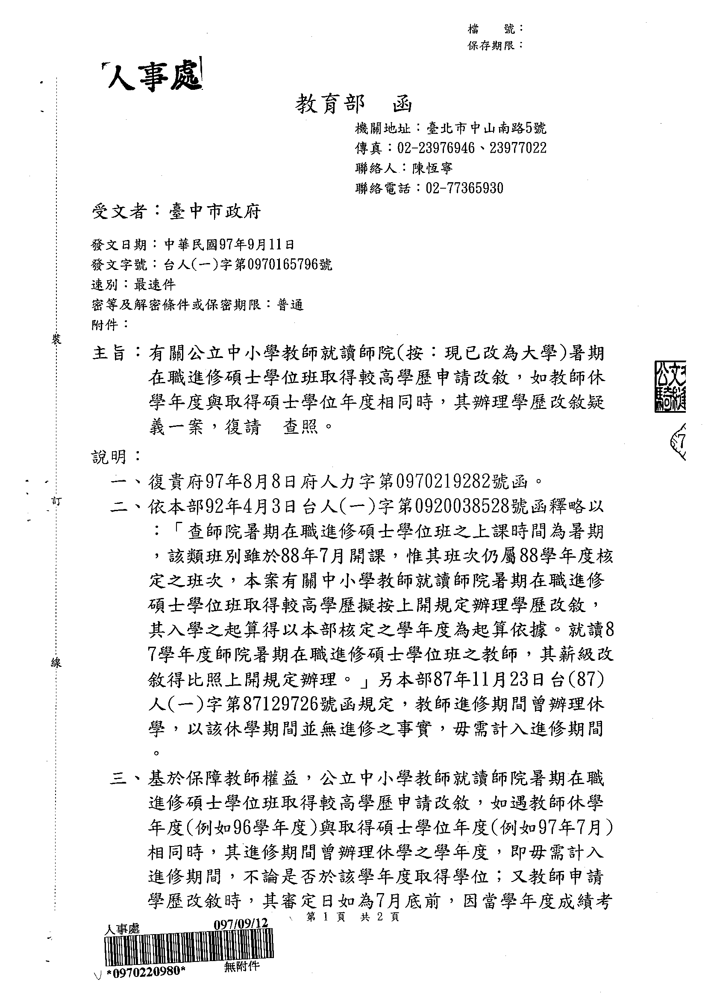 檔　　號：
保存期限：
人事處
教育部　函
機關地址：臺北市中山南路5號
傳真：02-23976946、23977022
聯絡人：陳恆寧
聯絡電話：02-77365930
受文者：臺中市政府
發文日期：中華民國97年9月11日
發文字號：台人(一)字第0970165796號
速別：最速件
密等及解密條件或保密期限：普通
附件：
主旨：有關公立中小學教師就讀師院(按：現已改為大學)暑期
在職進修碩士學位班取得較高學歷申請改敘，如教師休
學年度與取得碩士學位年度相同時，其辦理學歷改敘疑
義一案，復請　查照。
說明：
一、復貴府97年8月8日府人力字第0970219282號函。
二、依本部92年4月3日台人(一)字第0920038528號函釋略以
：「查師院暑期在職進修碩士學位班之上課時間為暑期
，該類班別雖於88年7月開課，惟其班次仍屬88學年度核
定之班次，本案有關中小學教師就讀師院暑期在職進修
碩士學位班取得較高學歷擬按上開規定辦理學歷改敘，
其入學之起算得以本部核定之學年度為起算依據。就讀8
7學年度師院暑期在職進修碩士學位班之教師，其薪級改
敘得比照上開規定辦理。」另本部87年11月23日台(87)
人(一)字第87129726號函規定，教師進修期間曾辦理休
學，以該休學期間並無進修之事實，毋需計入進修期間
。
三、基於保障教師權益，公立中小學教師就讀師院暑期在職
進修碩士學位班取得較高學歷申請改敘，如遇教師休學
年度(例如96學年度)與取得碩士學位年度(例如97年7月)
相同時，其進修期間曾辦理休學之學年度，即毋需計入
進修期間，不論是否於該學年度取得學位；又教師申請
學歷改敘時，其審定日如為7月底前，因當學年度成績考
第1頁　共2頁
人事處　097/09/12
*0970220980*　無附件
裝
訂
線
公文
騎縫
7